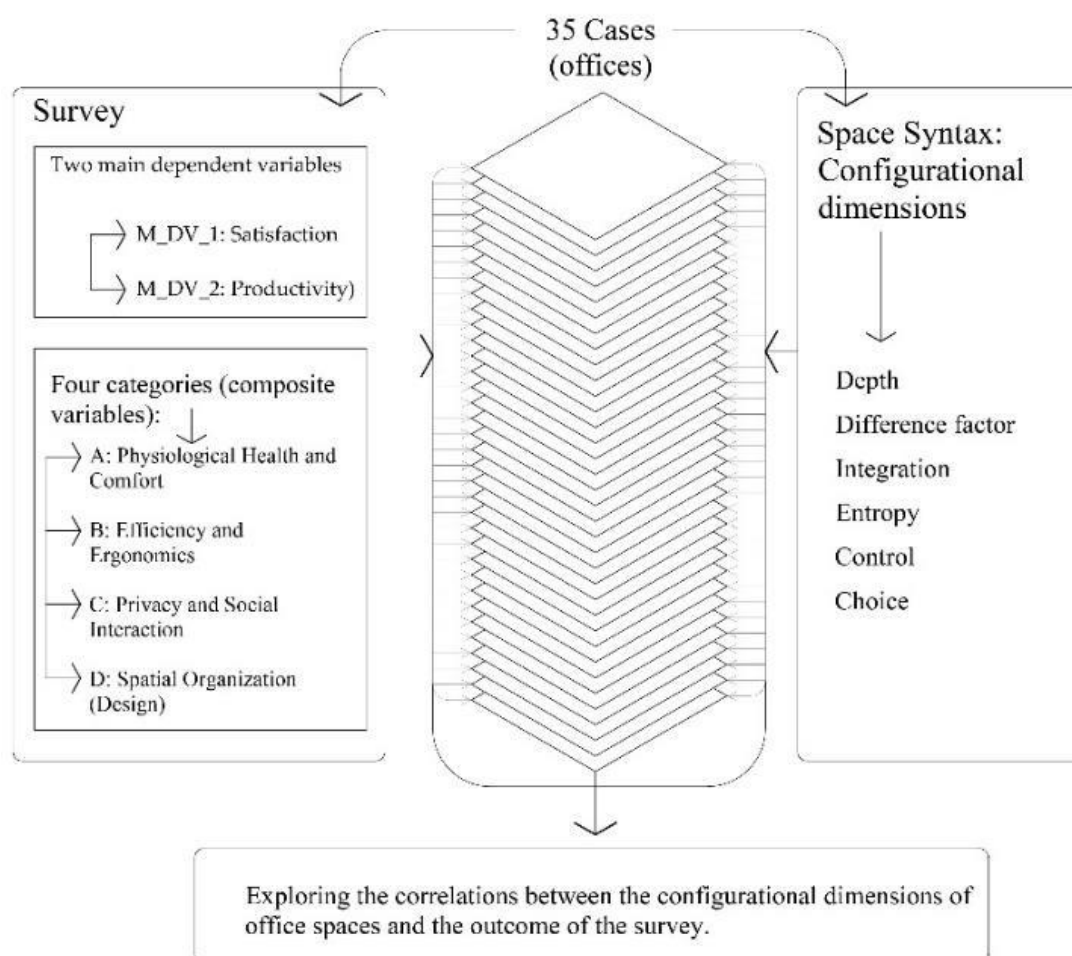 35 Cases
(offices)
Survey
Two main dependent variables
M_DV_1: Satisfaction
M_DV_2: Productivity)
Four categories (composite
variables):
A: Physiological Health and
Comfort
B: Efficiency and
Ergonomics
C: Privacy and Social
Interaction
D: Spatial Organization
(Design)
Space Syntax:
Configurational
dimensions
Depth
Difference factor
Integration
Entropy
Control
Choice
Exploring the correlations between the configurational dimensions of
office spaces and the outcome of the survey.